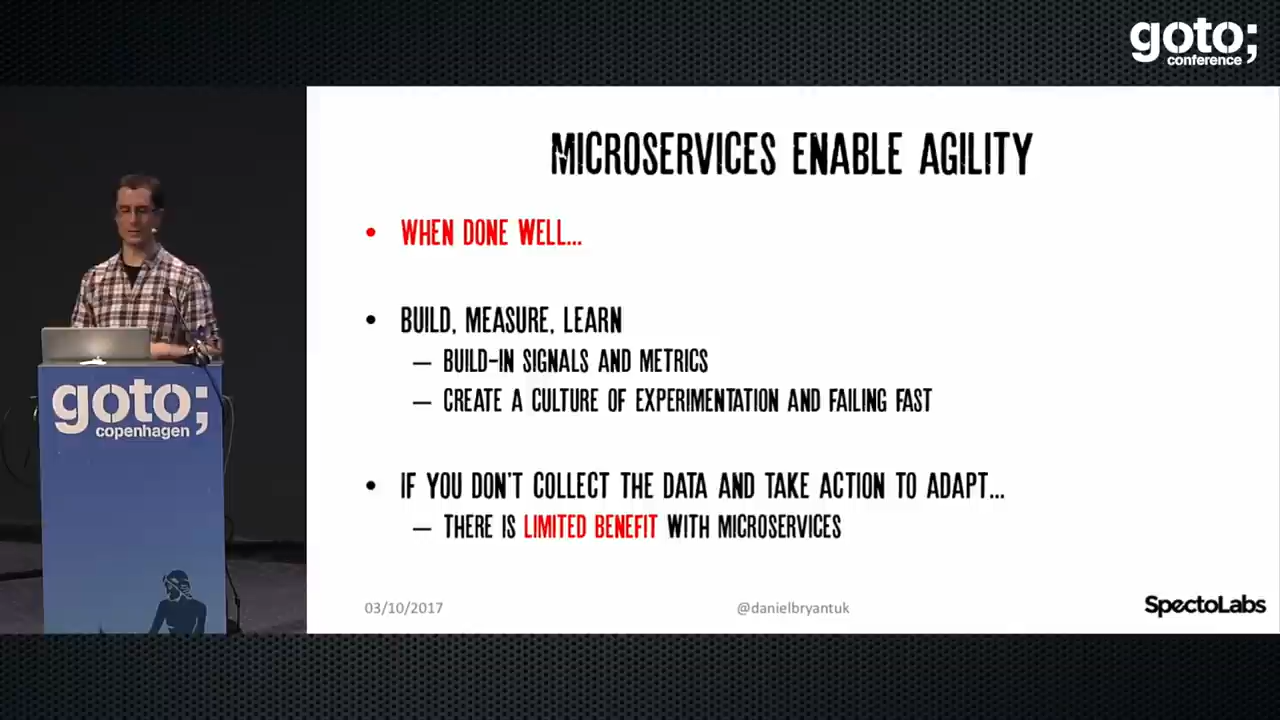 goto;
conference
MICROSERVICES ENABLE AGILITY
• WHEN DONE WELL...
• BUILD, MEASURE, LEARN
– BUILD-IN SIGNALS AND METRICS
– CREATE A CULTURE OF EXPERIMENTATION AND FAILING FAST
• IF YOU DON'T COLLECT THE DATA AND TAKE ACTION TO ADAPT...
– THERE IS LIMITED BENEFIT WITH MICROSERVICES
03/10/2017
@danielbryantuk
SpectoLabs
goto;
copenhagen